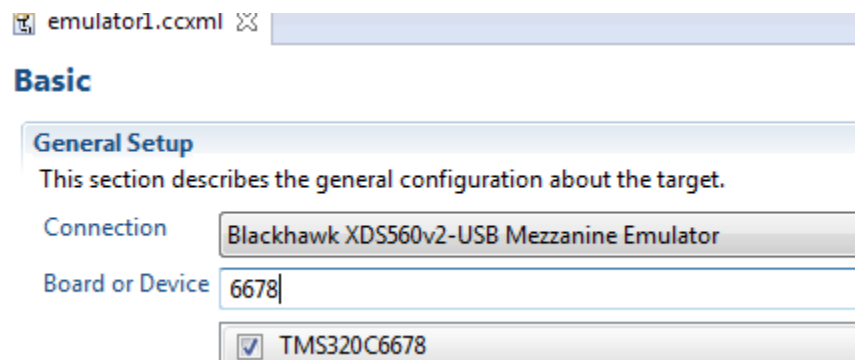 emulator1.ccxml
Basic
General Setup
This section describes the general configuration about the target.
Connection Blackhawk XDS560v2-USB Mezzanine Emulator
Board or Device 6678
TMS320C6678